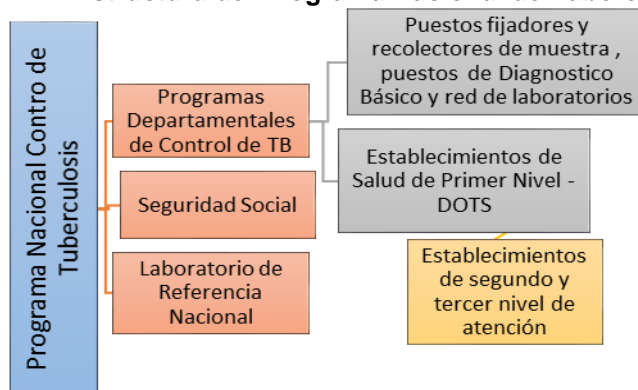 Programa Nacional Contro de
Tuberculosis
Programas
Departamentales
de Control de TB
Seguridad Social
Laboratorio de
Referencia
Nacional
Puestos fijadores y
recolectores de muestra ,
puestos de Diagnostico
Básico y red de laboratorios
Establecimientos de
Salud de Primer Nivel -
DOTS
Establecimientos
de segundo y
tercer nivel de
atención